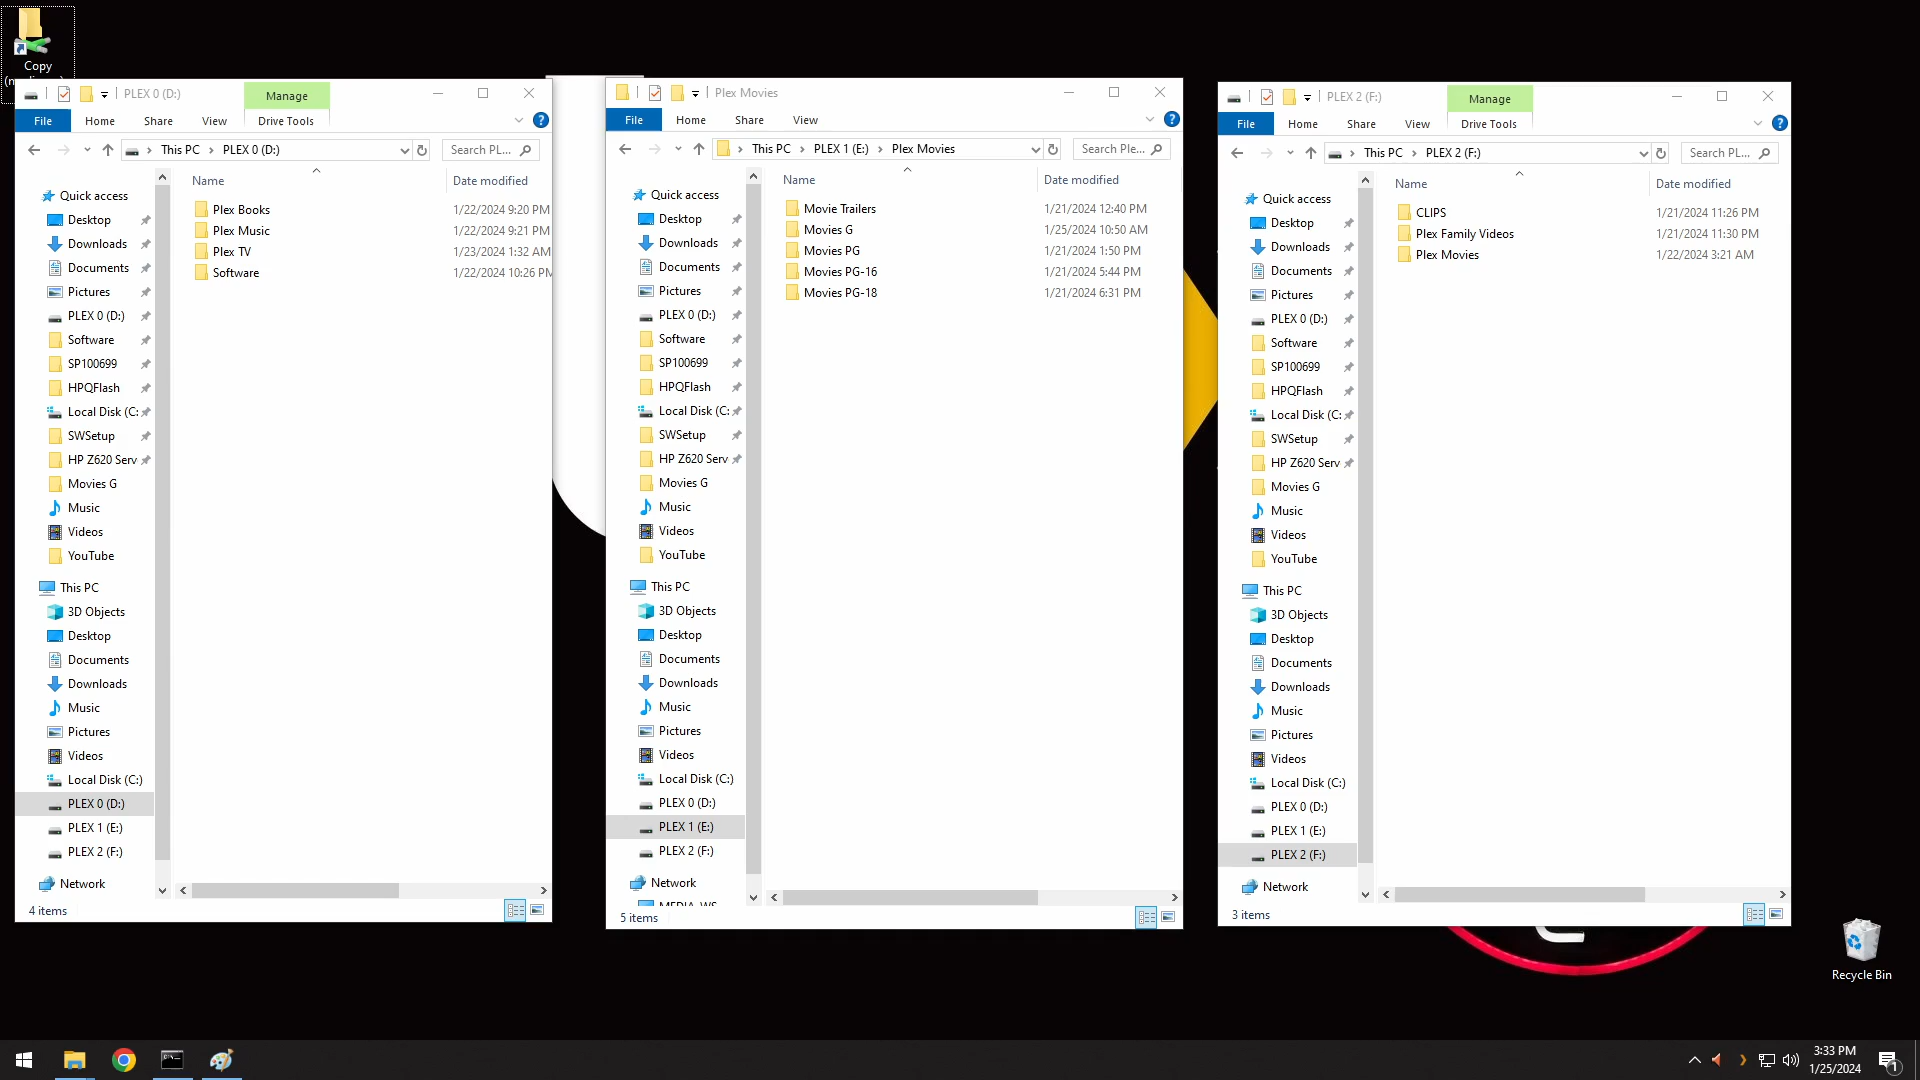 Copy
PLEX 0 (D:)
Manage
File
Home
Share
View
Drive Tools
This PC
PLEX 0 (D:)
Search PL...
Name
Date modified
Quick access
Desktop
Downloads
Documents
Pictures
PLEX 0 (D:)
Software
SP100699
HPQFlash
Local Disk (C:
SWSetup
HP Z620 Serv
Movies G
Music
Videos
YouTube
This PC
3D Objects
Desktop
Documents
Downloads
Music
Pictures
Videos
Local Disk (C:)
PLEX 0 (D:)
PLEX 1 (E:)
PLEX 2 (F:)
Network
Plex Books 1/22/2024 9:20 PM
Plex Music 1/22/2024 9:21 PM
Plex TV 1/23/2024 1:32 AM
Software 1/22/2024 10:26 PM
4 items
Plex Movies
File
Home
Share
View
This PC
PLEX 1 (E:)
Plex Movies
Search Ple...
Name
Date modified
Quick access
Desktop
Downloads
Documents
Pictures
PLEX 0 (D:)
Software
SP100699
HPQFlash
Local Disk (C:
SWSetup
HP Z620 Serv
Movies G
Music
Videos
YouTube
This PC
3D Objects
Desktop
Documents
Downloads
Music
Pictures
Videos
Local Disk (C:)
PLEX 0 (D:)
PLEX 1 (E:)
PLEX 2 (F:)
Network
MEDIA-WS
Movie Trailers 1/21/2024 12:40 PM
Movies G 1/25/2024 10:50 AM
Movies PG 1/21/2024 1:50 PM
Movies PG-16 1/21/2024 5:44 PM
Movies PG-18 1/21/2024 6:31 PM
5 items
PLEX 2 (F:)
Manage
File
Home
Share
View
Drive Tools
This PC
PLEX 2 (F:)
Search PL...
Name
Date modified
Quick access
Desktop
Downloads
Documents
Pictures
PLEX 0 (D:)
Software
SP100699
HPQFlash
Local Disk (C:
SWSetup
HP Z620 Serv
Movies G
Music
Videos
YouTube
This PC
3D Objects
Desktop
Documents
Downloads
Music
Pictures
Videos
Local Disk (C:)
PLEX 0 (D:)
PLEX 1 (E:)
PLEX 2 (F:)
Network
CLIPS 1/21/2024 11:26 PM
Plex Family Videos 1/21/2024 11:30 PM
Plex Movies 1/22/2024 3:21 AM
3 items
Recycle Bin
3:33 PM
1/25/2024
1